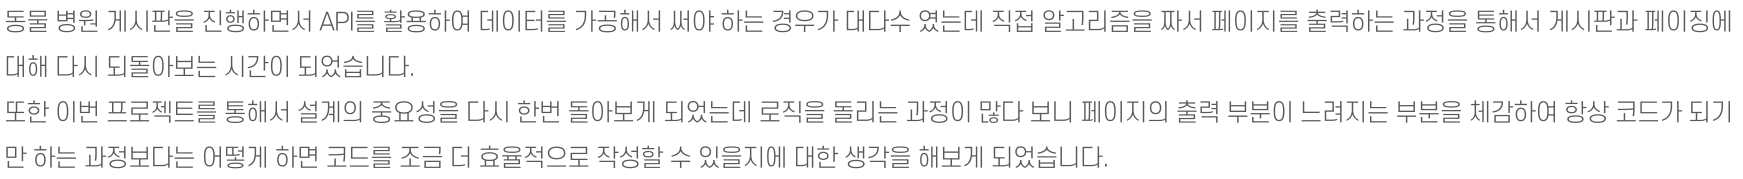 동물 병원 게시판을 진행하면서 API를 활용하여 데이터를 가공해서 써야 하는 경우가 대다수 였는데 직접 알고리즘을 짜서 페이지를 출력하는 과정을 통해서 게시판과 페이징에
대해 다시 되돌아보는 시간이 되었습니다.
또한 이번 프로젝트를 통해서 설계의 중요성을 다시 한번 돌아보게 되었는데 로직을 돌리는 과정이 많다 보니 페이지의 출력 부분이 느려지는 부분을 체감하여 항상 코드가 되기
만 하는 과정보다는 어떻게 하면 코드를 조금 더 효율적으로 작성할 수 있을지에 대한 생각을 해보게 되었습니다.